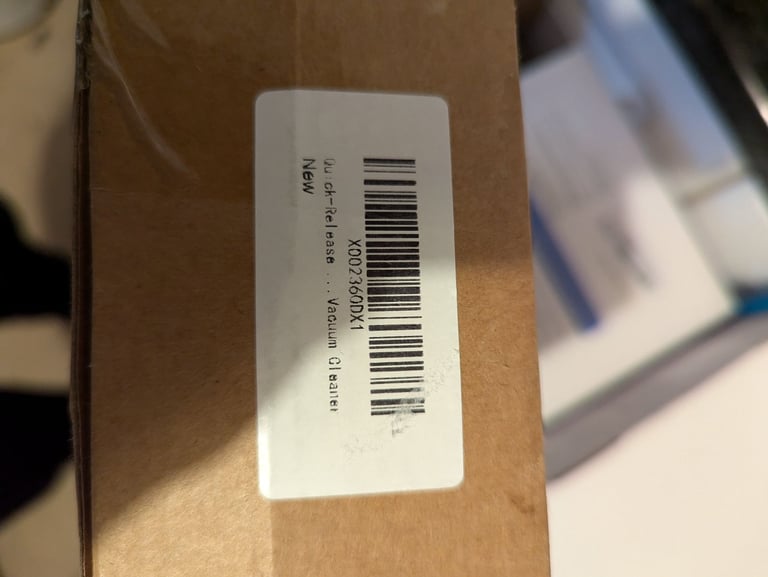 X002360DX1
Quick-Release ... Vacuum Cleaner
New